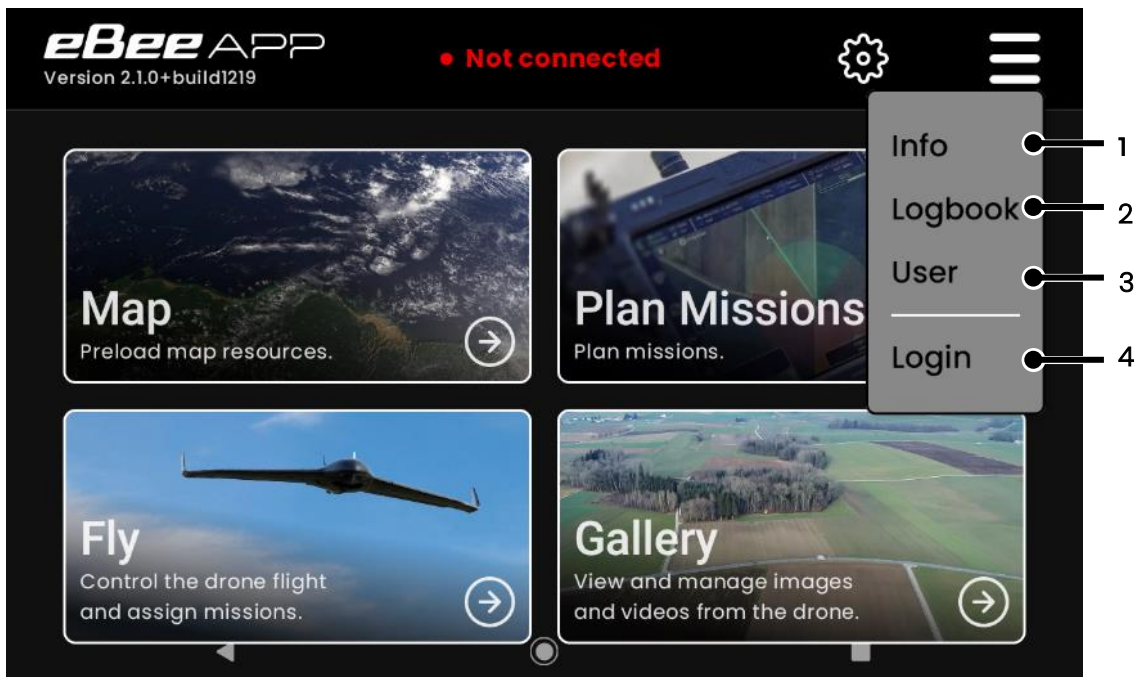 eBee APP
Version 2.1.0+build1219
Not connected
Info
1
Logbook
2
User
3
Login
4
Map
Preload map resources.
Plan Missions
Plan missions.
Fly
Control the drone flight
and assign missions.
Gallery
View and manage images
and videos from the drone.